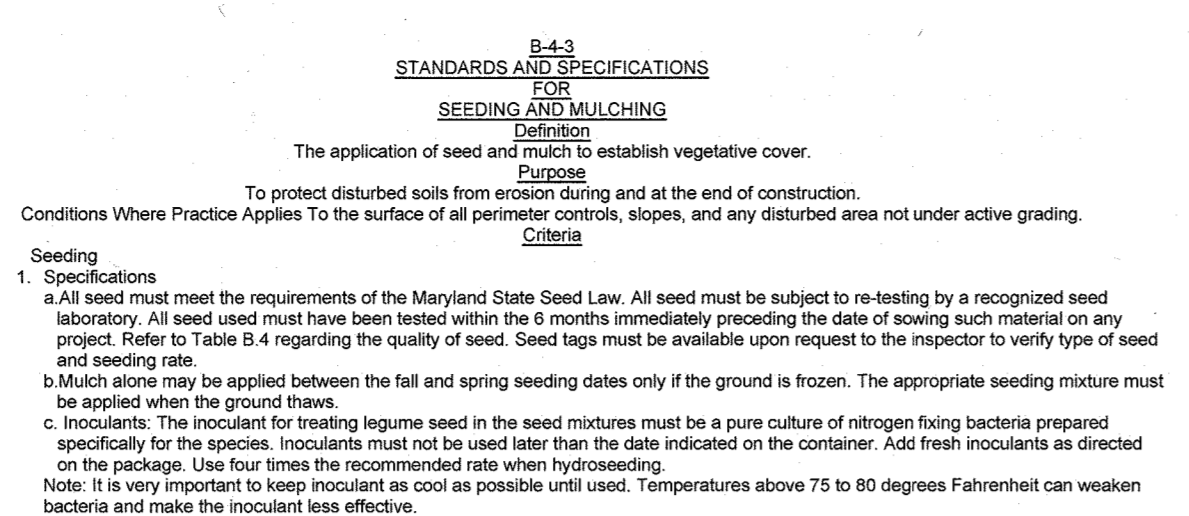 B-4-3
STANDARDS AND SPECIFICATIONS
FOR
SEEDING AND MULCHING
Definition
The application of seed and mulch to establish vegetative cover.
Purpose
To protect disturbed soils from erosion during and at the end of construction.
Conditions Where Practice Applies To the surface of all perimeter controls, slopes, and any disturbed area not under active grading.
Criteria
Seeding
1. Specifications
a.All seed must meet the requirements of the Maryland State Seed Law. All seed must be subject to re-testing by a recognized seed
laboratory. All seed used must have been tested within the 6 months immediately preceding the date of sowing such material on any
project. Refer to Table B.4 regarding the quality of seed. Seed tags must be available upon request to the inspector to verify type of seed
and seeding rate.
b.Mulch alone may be applied between the fall and spring seeding dates only if the ground is frozen. The appropriate seeding mixture must
be applied when the ground thaws.
c. Inoculants: The inoculant for treating legume seed in the seed mixtures must be a pure culture of nitrogen fixing bacteria prepared
specifically for the species. Inoculants must not be used later than the date indicated on the container. Add fresh inoculants as directed
on the package. Use four times the recommended rate when hydroseeding.
Note: It is very important to keep inoculant as cool as possible until used. Temperatures above 75 to 80 degrees Fahrenheit can weaken
bacteria and make the inoculant less effective.